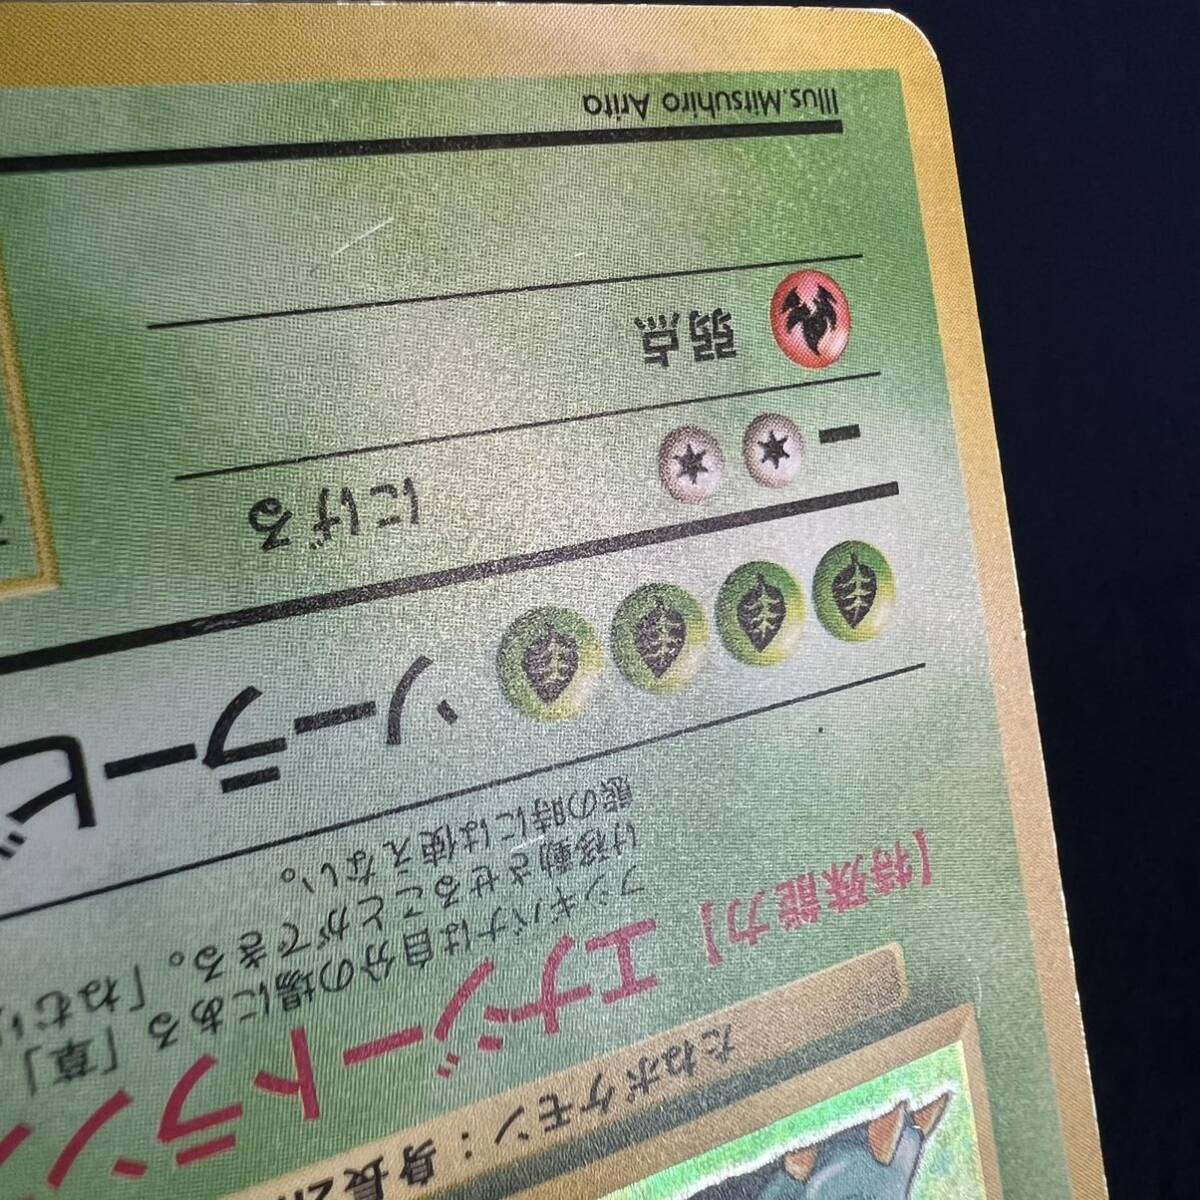 たねポケモン：身長2m
【特殊能力】エナジートランス
フシギバナは自分の場にある「草」
け移動させることができる。「ねむり
態の時には使えない。
ソーラービ
にげる
弱点
Illus.Mitsuhiro Arita